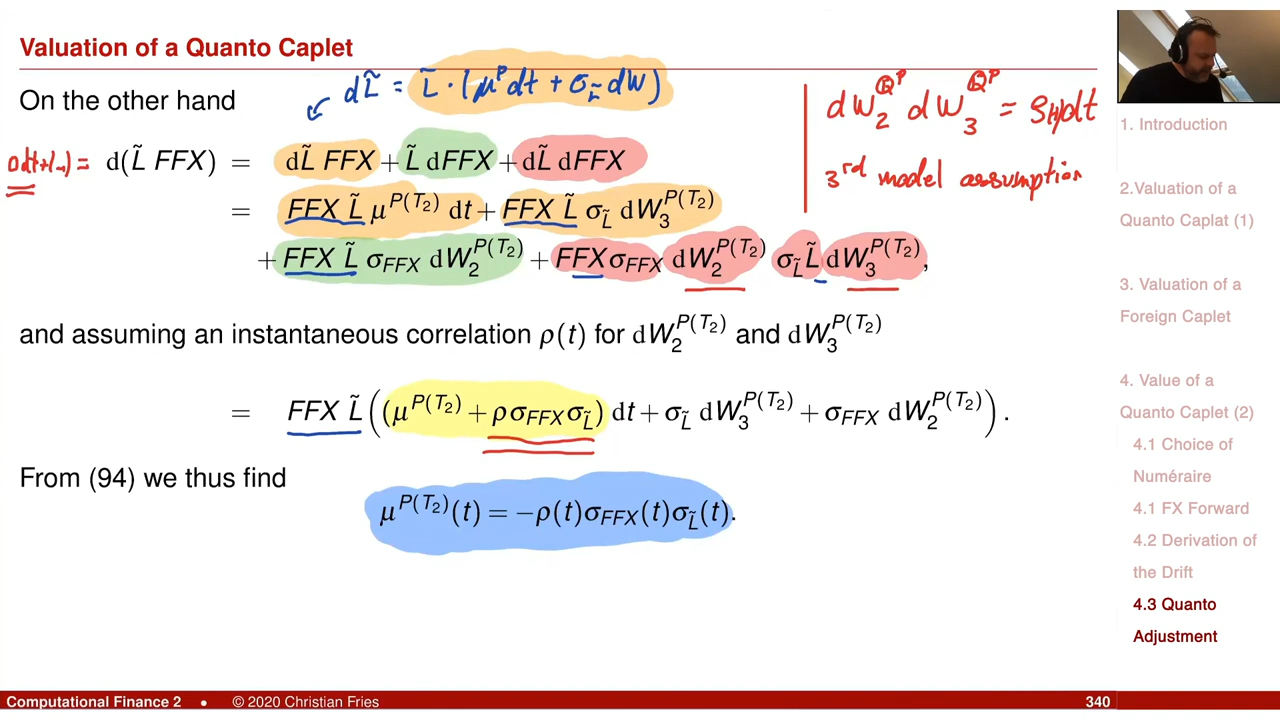 Valuation of a Quanto Caplet
dL̃ = L̃ · (μ^P dt + σ_L̃ dW)
On the other hand
dW_2^{Q^P} dW_3^{Q^P} = ρ(t)dt
3rd model assumption
0dt+(...) = d(L̃ FFX) = dL̃ FFX + L̃ dFFX + dL̃ dFFX
= FFX L̃ μ^{P(T_2)} dt + FFX L̃ σ_L̃ dW_3^{P(T_2)}
+ FFX L̃ σ_FFX dW_2^{P(T_2)} + FFXσ_FFX dW_2^{P(T_2)} σ_L̃ L̃ dW_3^{P(T_2)},
and assuming an instantaneous correlation ρ(t) for dW_2^{P(T_2)} and dW_3^{P(T_2)}
= FFX L̃ ((μ^{P(T_2)} + ρσ_FFXσ_L̃) dt + σ_L̃ dW_3^{P(T_2)} + σ_FFX dW_2^{P(T_2)}).
From (94) we thus find
μ^{P(T_2)}(t) = −ρ(t)σ_FFX(t)σ_L̃(t).
1. Introduction
2.Valuation of a
Quanto Caplat (1)
3. Valuation of a
Foreign Caplet
4. Value of a
Quanto Caplet (2)
4.1 Choice of
Numéraire
4.1 FX Forward
4.2 Derivation of
the Drift
4.3 Quanto
Adjustment
Computational Finance 2 • © 2020 Christian Fries 340